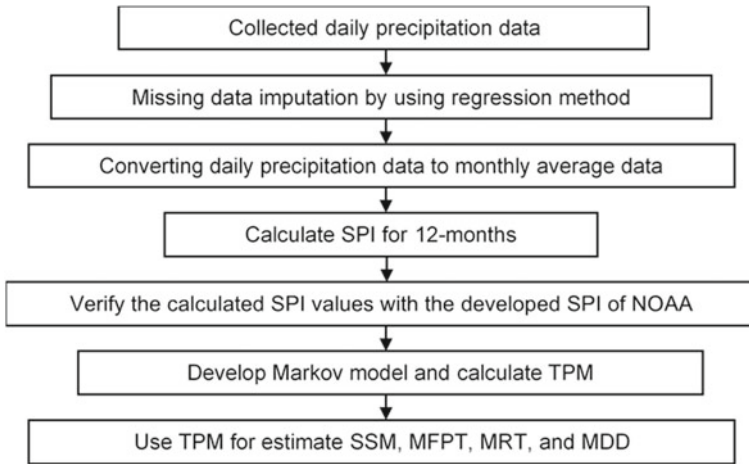 Collected daily precipitation data
Missing data imputation by using regression method
Converting daily precipitation data to monthly average data
Calculate SPI for 12-months
Verify the calculated SPI values with the developed SPI of NOAA
Develop Markov model and calculate TPM
Use TPM for estimate SSM, MFPT, MRT, and MDD